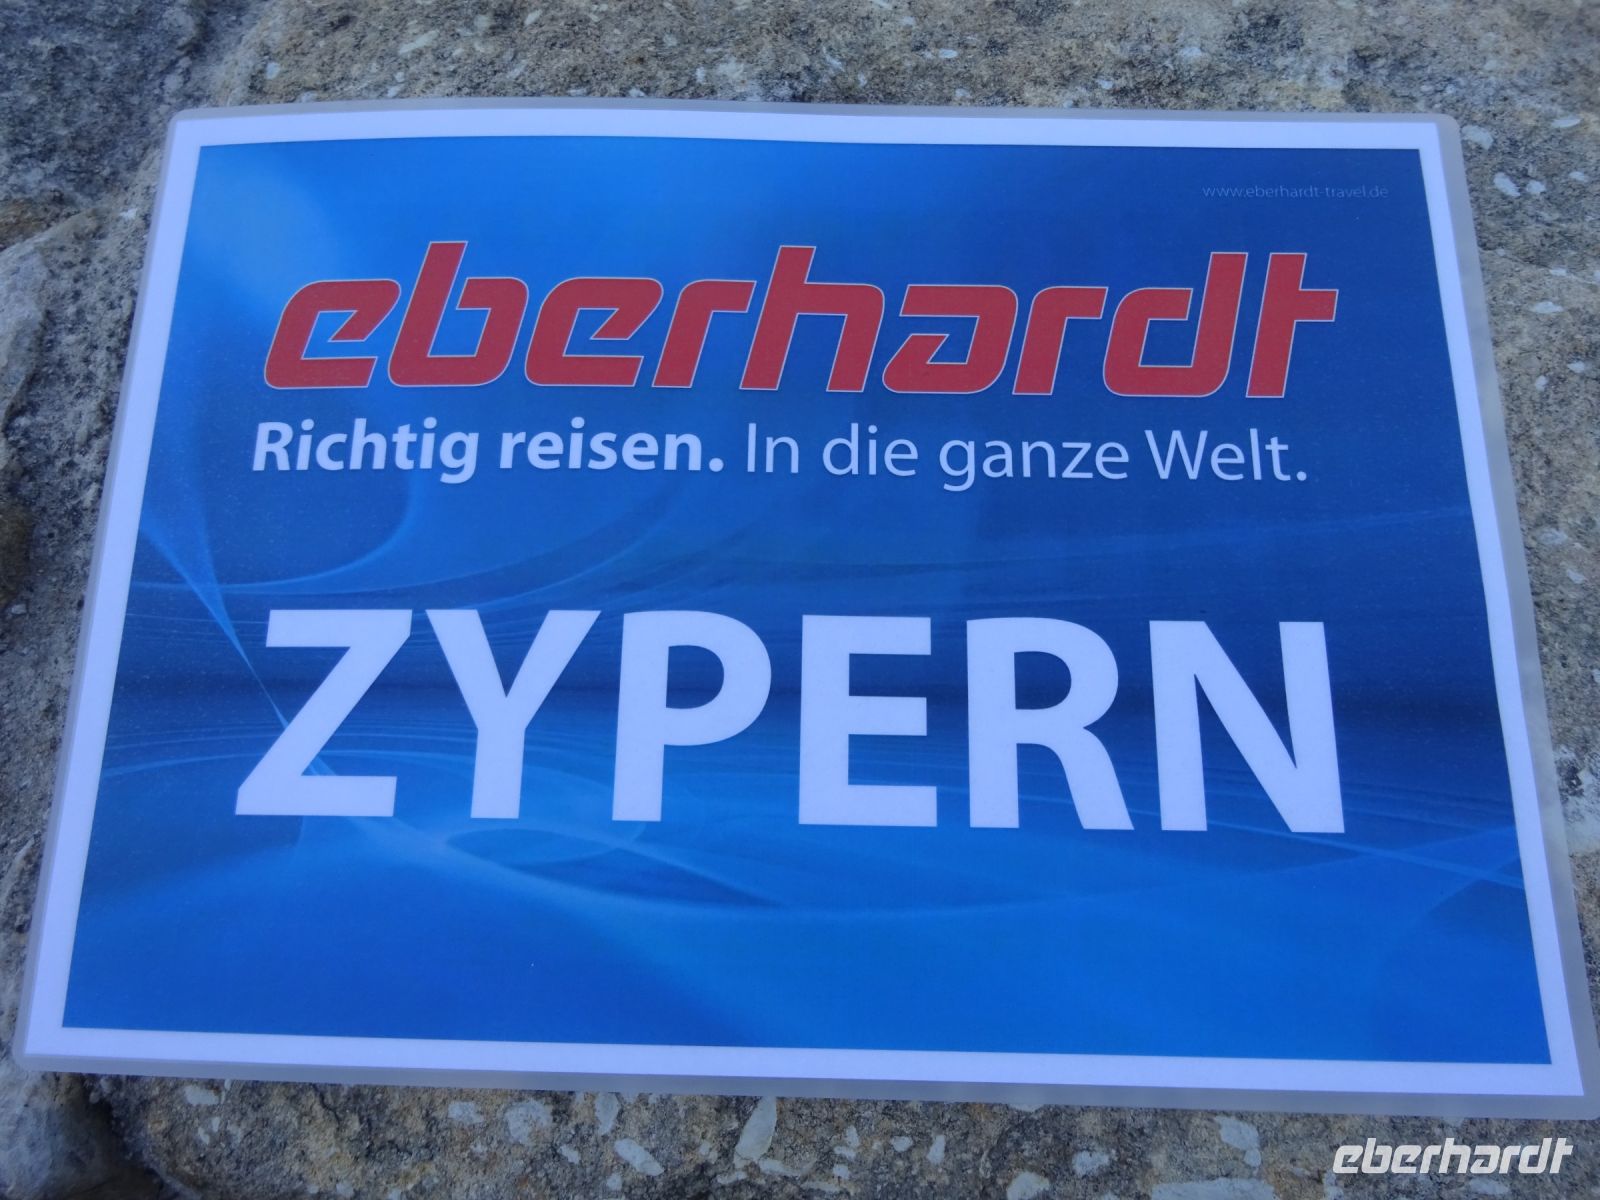 www.eberhardt-travel.de
eberhardt
Richtig reisen. In die ganze Welt.
ZYPERN
eberhardt